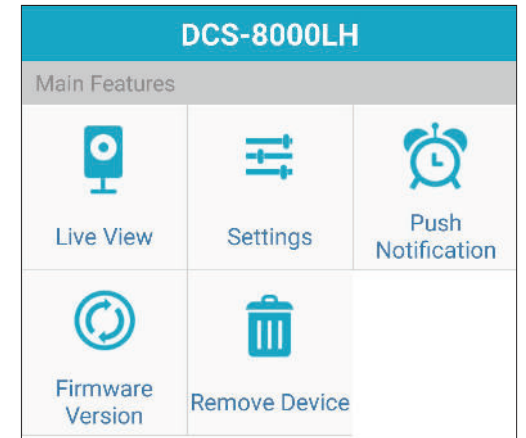 DCS-8000LH
Main Features
Live View
Settings
Push
Notification
Firmware
Version
Remove Device